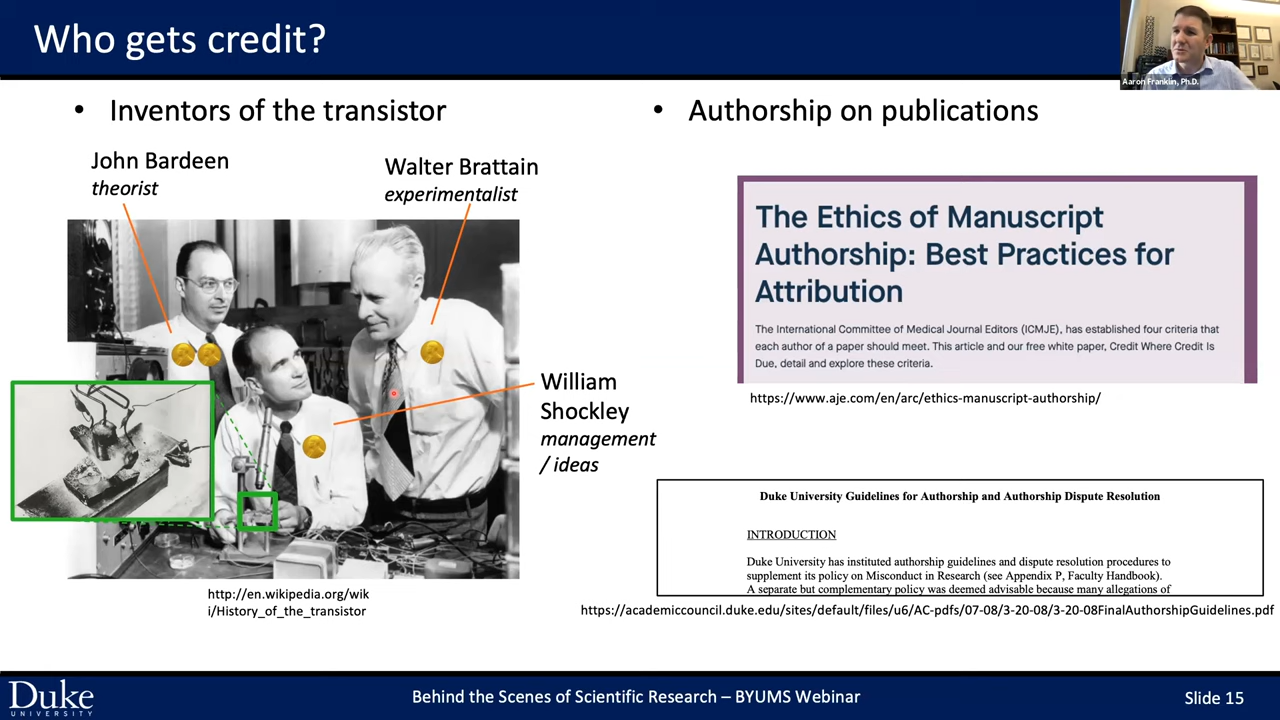 Who gets credit?
Aaron Franklin, Ph.D.
• Inventors of the transistor
John Bardeen
theorist
Walter Brattain
experimentalist
William
Shockley
management
/ ideas
http://en.wikipedia.org/wik
i/History_of_the_transistor
• Authorship on publications
The Ethics of Manuscript
Authorship: Best Practices for
Attribution
The International Committee of Medical Journal Editors (ICMJE), has established four criteria that
each author of a paper should meet. This article and our free white paper, Credit Where Credit Is
Due, detail and explore these criteria.
https://www.aje.com/en/arc/ethics-manuscript-authorship/
Duke University Guidelines for Authorship and Authorship Dispute Resolution
INTRODUCTION
Duke University has instituted authorship guidelines and dispute resolution procedures to
supplement its policy on Misconduct in Research (see Appendix P, Faculty Handbook).
A separate but complementary policy was deemed advisable because many allegations of
https://academiccouncil.duke.edu/sites/default/files/u6/AC-pdfs/07-08/3-20-08/3-20-08FinalAuthorshipGuidelines.pdf
Duke
UNIVERSITY
Behind the Scenes of Scientific Research – BYUMS Webinar
Slide 15